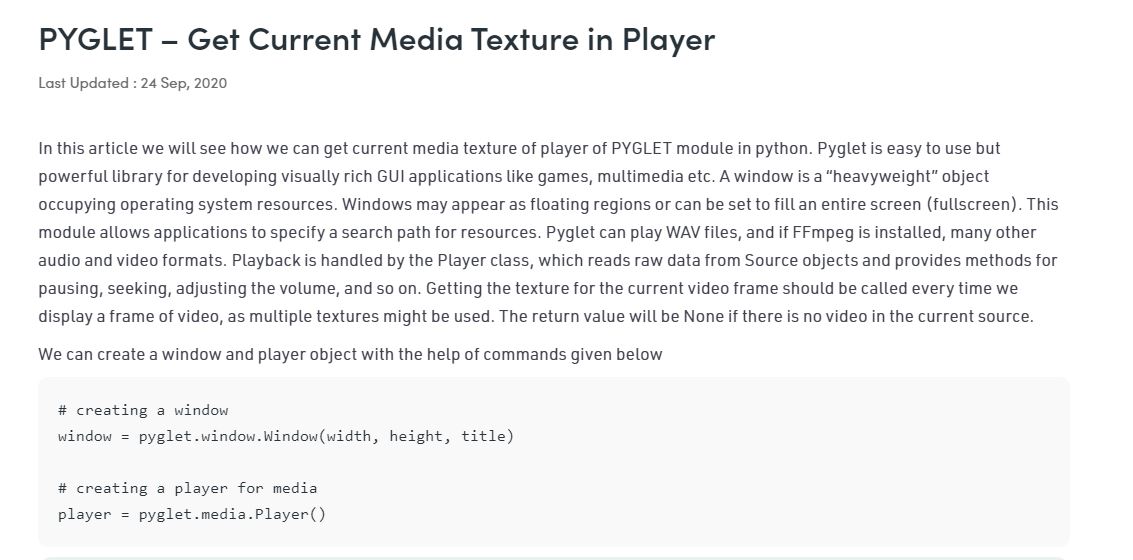 PYGLET – Get Current Media Texture in Player
Last Updated : 24 Sep, 2020
In this article we will see how we can get current media texture of player of PYGLET module in python. Pyglet is easy to use but
powerful library for developing visually rich GUI applications like games, multimedia etc. A window is a “heavyweight” object
occupying operating system resources. Windows may appear as floating regions or can be set to fill an entire screen (fullscreen). This
module allows applications to specify a search path for resources. Pyglet can play WAV files, and if FFmpeg is installed, many other
audio and video formats. Playback is handled by the Player class, which reads raw data from Source objects and provides methods for
pausing, seeking, adjusting the volume, and so on. Getting the texture for the current video frame should be called every time we
display a frame of video, as multiple textures might be used. The return value will be None if there is no video in the current source.
We can create a window and player object with the help of commands given below
# creating a window
window = pyglet.window.Window(width, height, title)
# creating a player for media
player = pyglet.media.Player()